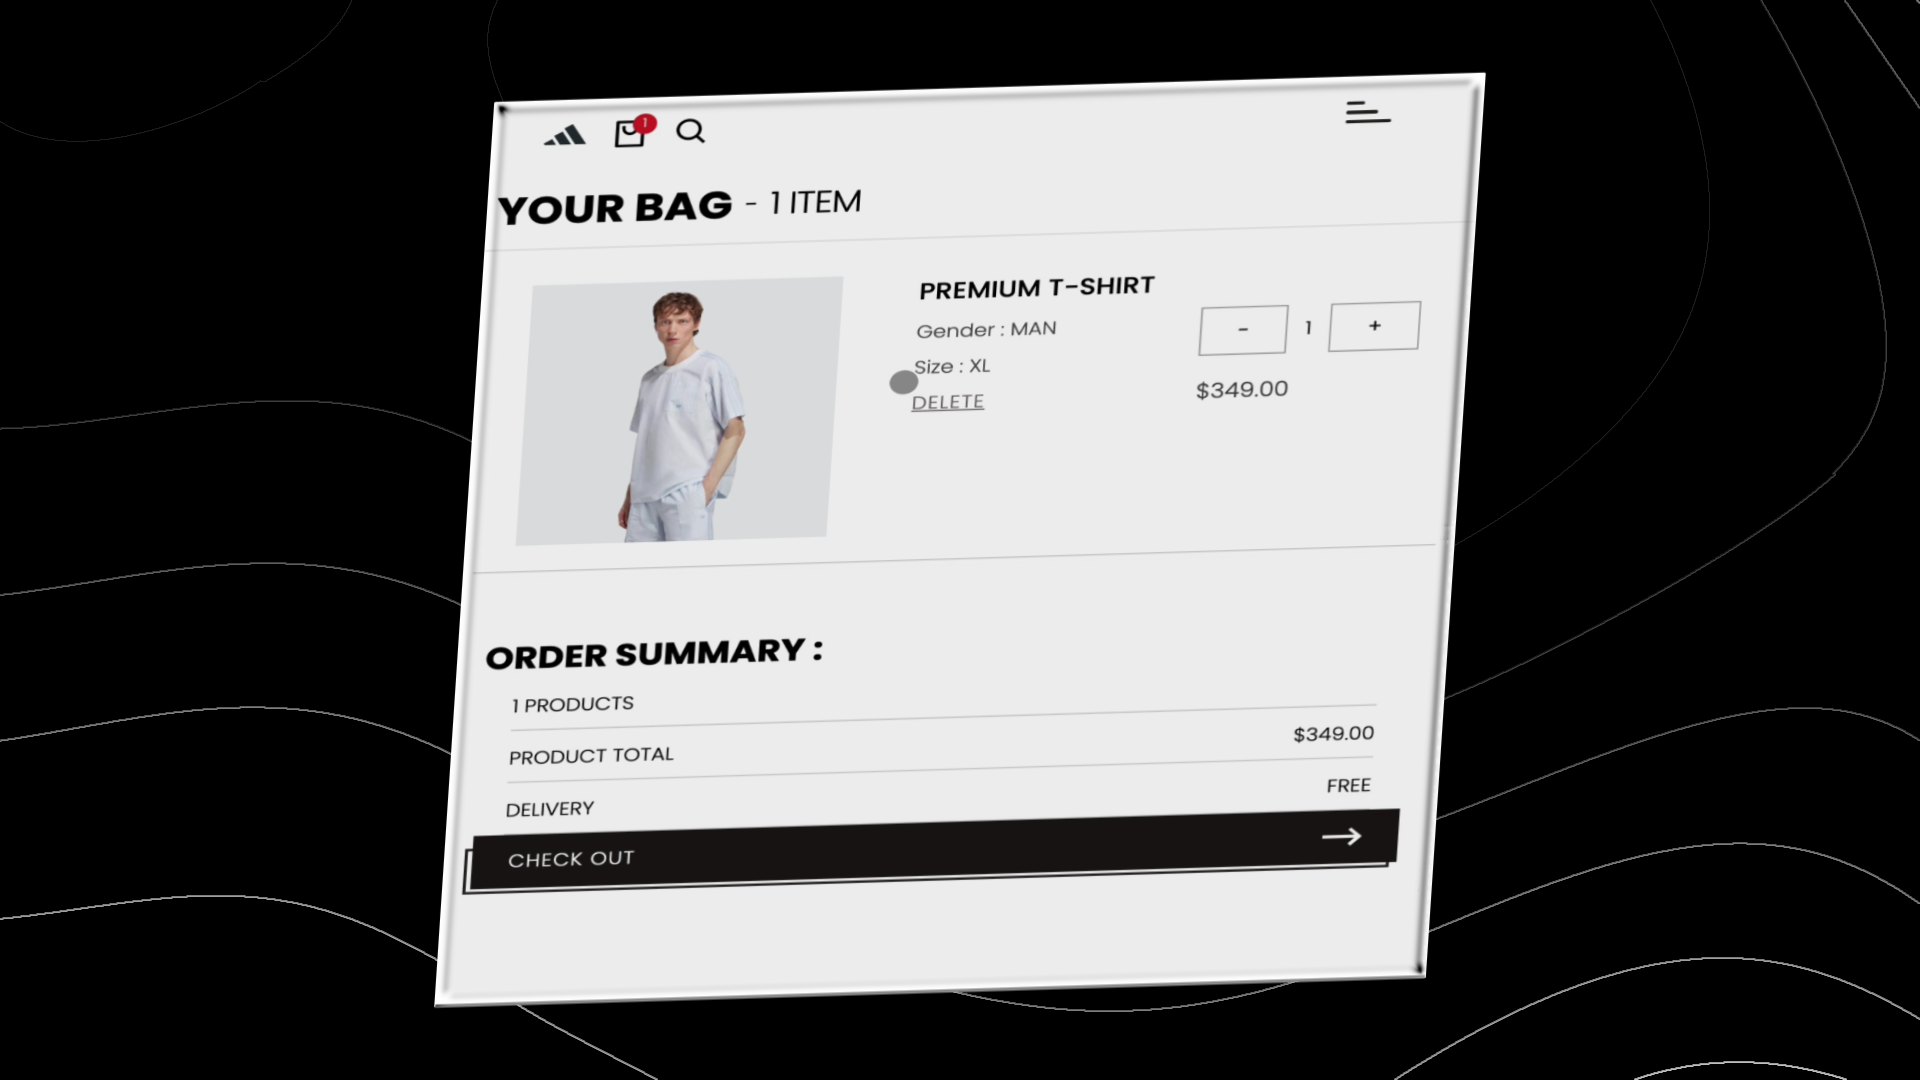 1
YOUR BAG - 1 ITEM
PREMIUM T-SHIRT
Gender : MAN
- 1 +
Size : XL
$349.00
DELETE
ORDER SUMMARY :
1 PRODUCTS
PRODUCT TOTAL $349.00
DELIVERY FREE
CHECK OUT